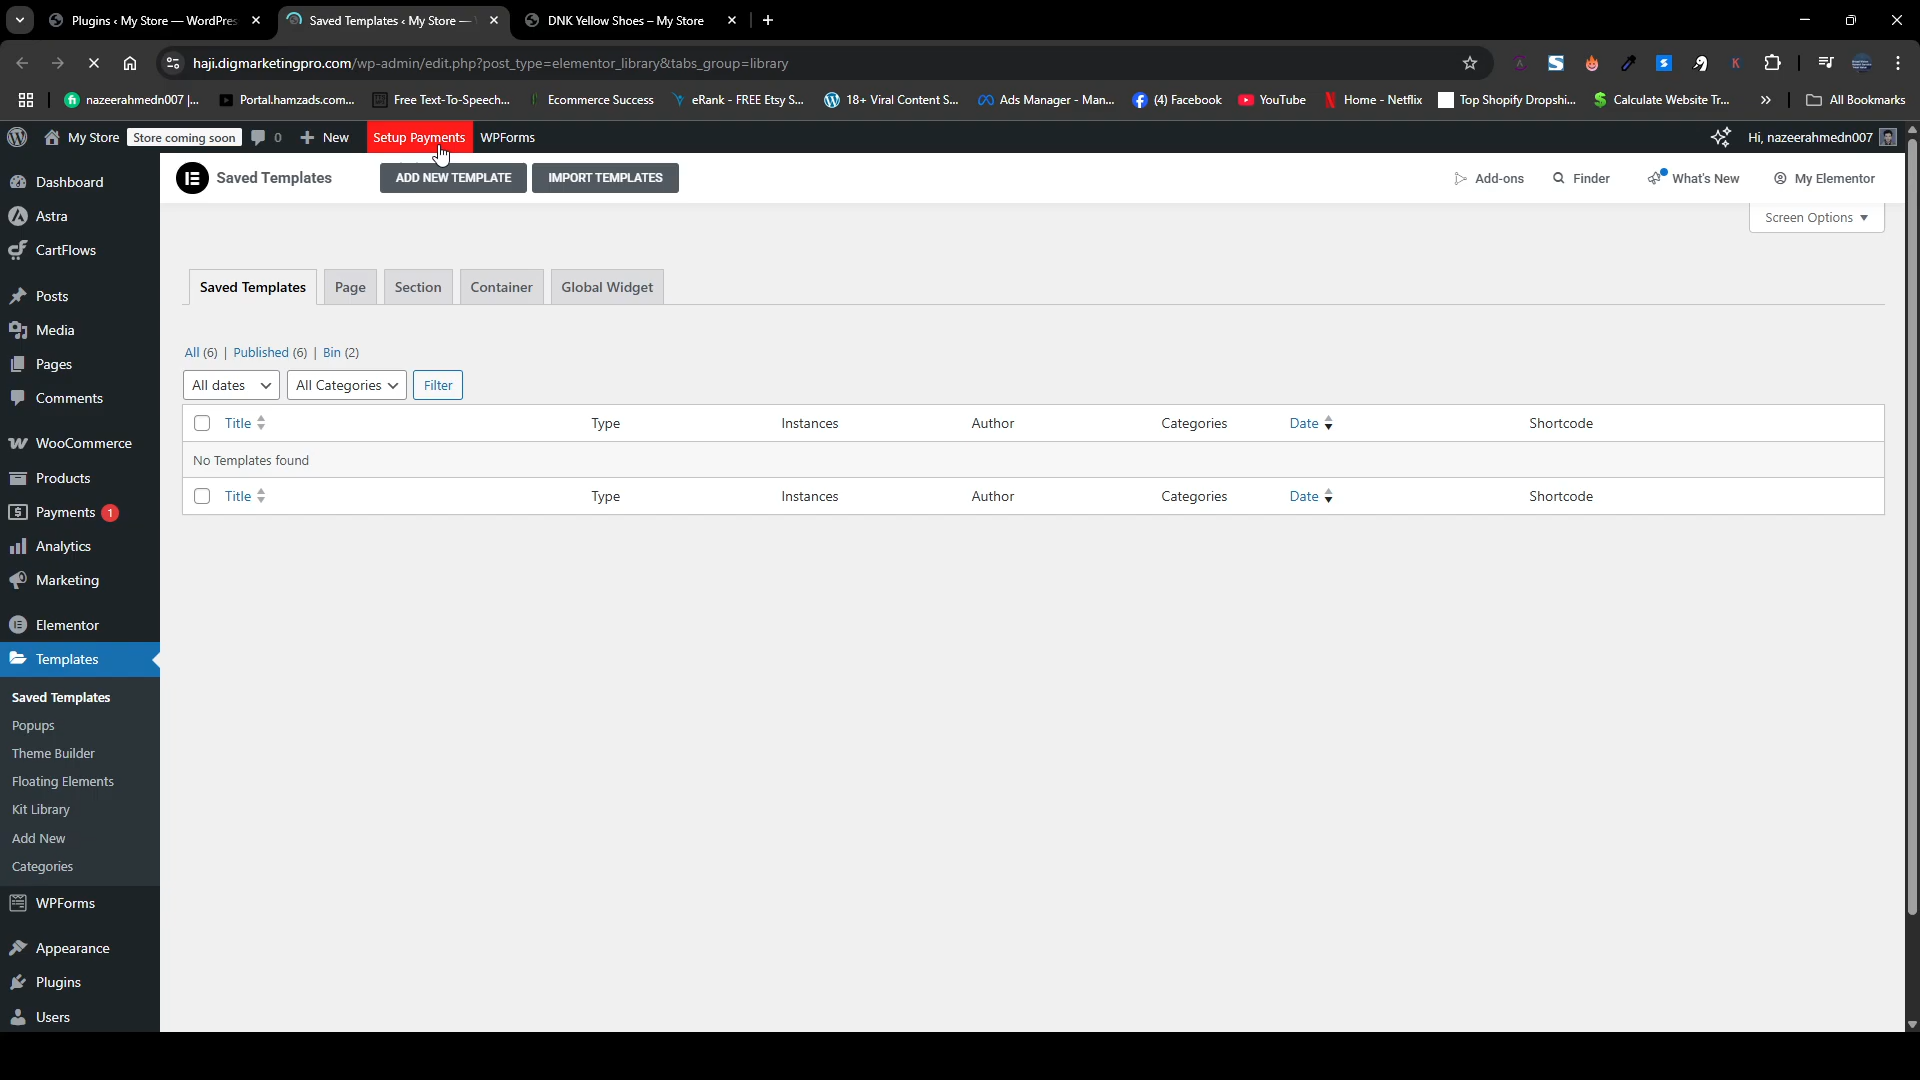 Plugins ‹ My Store — WordPres
Saved Templates ‹ My Store —
DNK Yellow Shoes – My Store
haji.digmarketingpro.com/wp-admin/edit.php?post_type=elementor_library&tabs_group=library
nazeerahmedn007 |...
Portal.hamzads.com...
Free Text-To-Speech...
Ecommerce Success
eRank - FREE Etsy S...
18+ Viral Content S...
Ads Manager - Man...
(4) Facebook
YouTube
Home - Netflix
Top Shopify Dropshi...
Calculate Website Tr...
All Bookmarks
My Store
Store coming soon
0
New
Setup Payments
WPForms
Hi, nazeerahmedn007
Saved Templates
ADD NEW TEMPLATE
IMPORT TEMPLATES
Add-ons
Finder
What's New
My Elementor
Screen Options
Dashboard
Astra
CartFlows
Posts
Media
Pages
Comments
WooCommerce
Products
Payments 1
Analytics
Marketing
Elementor
Templates
Saved Templates
Popups
Theme Builder
Floating Elements
Kit Library
Add New
Categories
WPForms
Appearance
Plugins
Users
Saved Templates
Page
Section
Container
Global Widget
All (6) | Published (6) | Bin (2)
All dates
All Categories
Filter
Title Type Instances Author Categories Date Shortcode
No Templates found
Title Type Instances Author Categories Date Shortcode